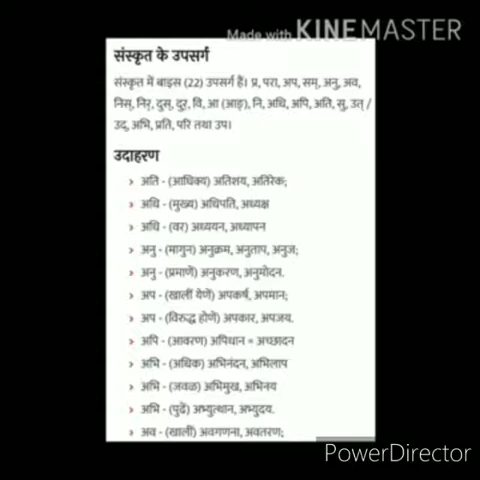 Made with KINEMASTER
संस्कृत के उपसर्ग
संस्कृत में बाइस (22) उपसर्ग हैं। प्र, परा, अप, सम्, अनु, अव,
निस्, निर्, दुस्, दुर्, वि, आ (आङ्), नि, अधि, अपि, अति, सु, उत् /
उद्, अभि, प्रति, परि तथा उप।
उदाहरण
› अति - (आधिक्य) अतिशय, अतिरेक;
› अधि - (मुख्य) अधिपति, अध्यक्ष
› अधि - (वर) अध्ययन, अध्यापन
› अनु - (मागुन) अनुक्रम, अनुताप, अनुज;
› अनु - (प्रमाणें) अनुकरण, अनुमोदन.
› अप - (खालीं येणें) अपकर्ष, अपमान;
› अप - (विरुद्ध होणें) अपकार, अपजय.
› अपि - (आवरण) अपिधान = अच्छादन
› अभि - (अधिक) अभिनंदन, अभिलाप
› अभि - (जवळ) अभिमुख, अभिनय
› अभि - (पुढें) अभ्युत्थान, अभ्युदय.
› अव - (खालीं) अवगणना, अवतरण;
PowerDirector